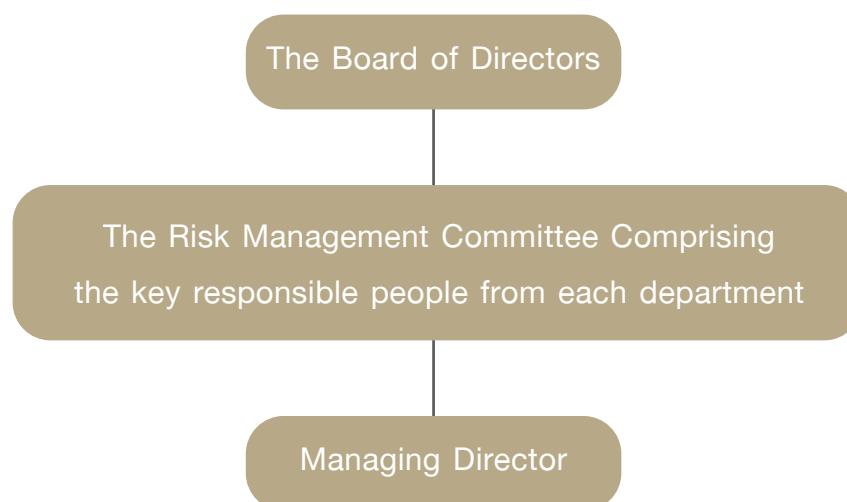 The Board of Directors
The Risk Management Committee Comprising
the key responsible people from each department
Managing Director